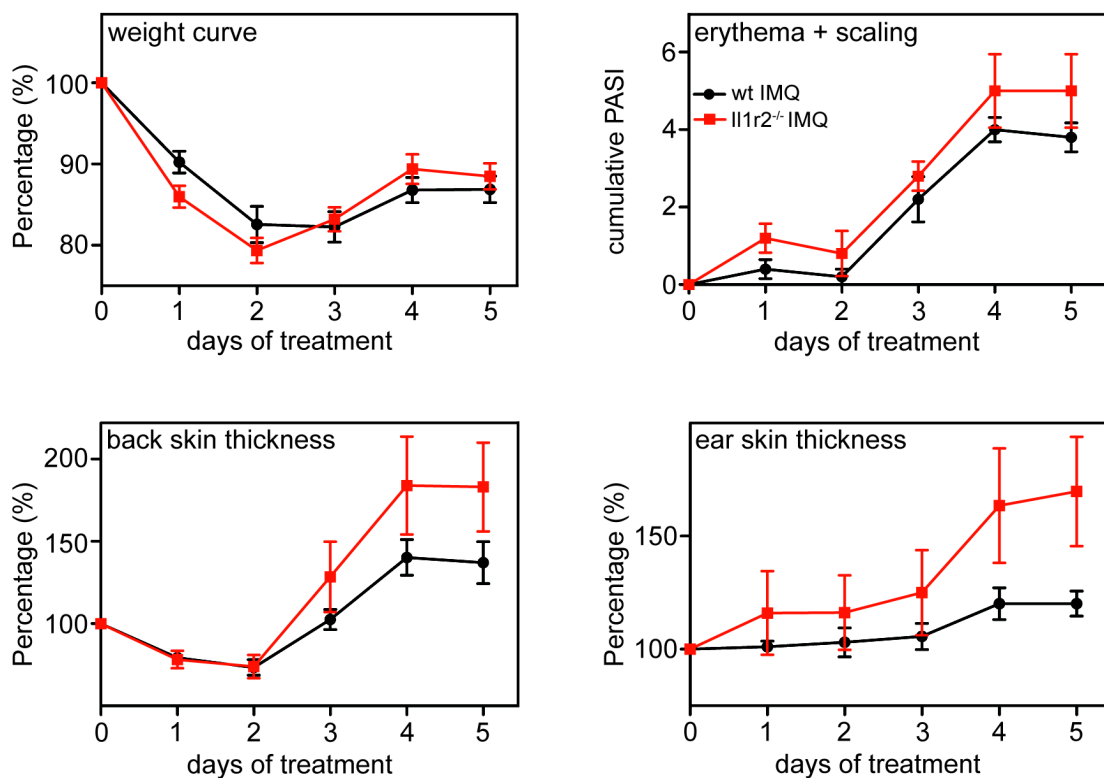 weight curve
Percentage (%)
100
90
80
0 1 2 3 4 5
days of treatment
erythema + scaling
cumulative PASI
6
4
2
0
wt IMQ
Il1r2-/- IMQ
0 1 2 3 4 5
days of treatment
back skin thickness
Percentage (%)
200
150
100
0 1 2 3 4 5
days of treatment
ear skin thickness
Percentage (%)
150
100
0 1 2 3 4 5
days of treatment